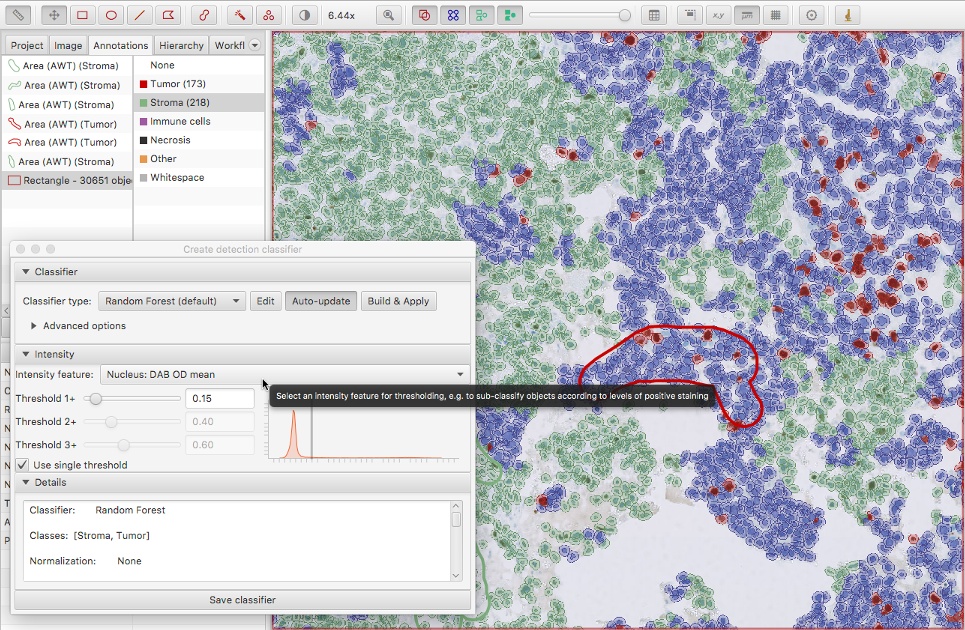 6.44x
x,y
µm
Project Image Annotations Hierarchy Workfl
Area (AWT) (Stroma)
Area (AWT) (Stroma)
Area (AWT) (Stroma)
Area (AWT) (Tumor)
Area (AWT) (Tumor)
Area (AWT) (Stroma)
Rectangle - 30651 obje
None
Tumor (173)
Stroma (218)
Immune cells
Necrosis
Other
Whitespace
Create detection classifier
Classifier
Classifier type: Random Forest (default) Edit Auto-update Build & Apply
Advanced options
Intensity
Intensity feature: Nucleus: DAB OD mean
Select an intensity feature for thresholding, e.g. to sub-classify objects according to levels of positive staining
Threshold 1+ 0.15
Threshold 2+ 0.40
Threshold 3+ 0.60
Use single threshold
Details
Classifier: Random Forest
Classes: [Stroma, Tumor]
Normalization: None
Save classifier